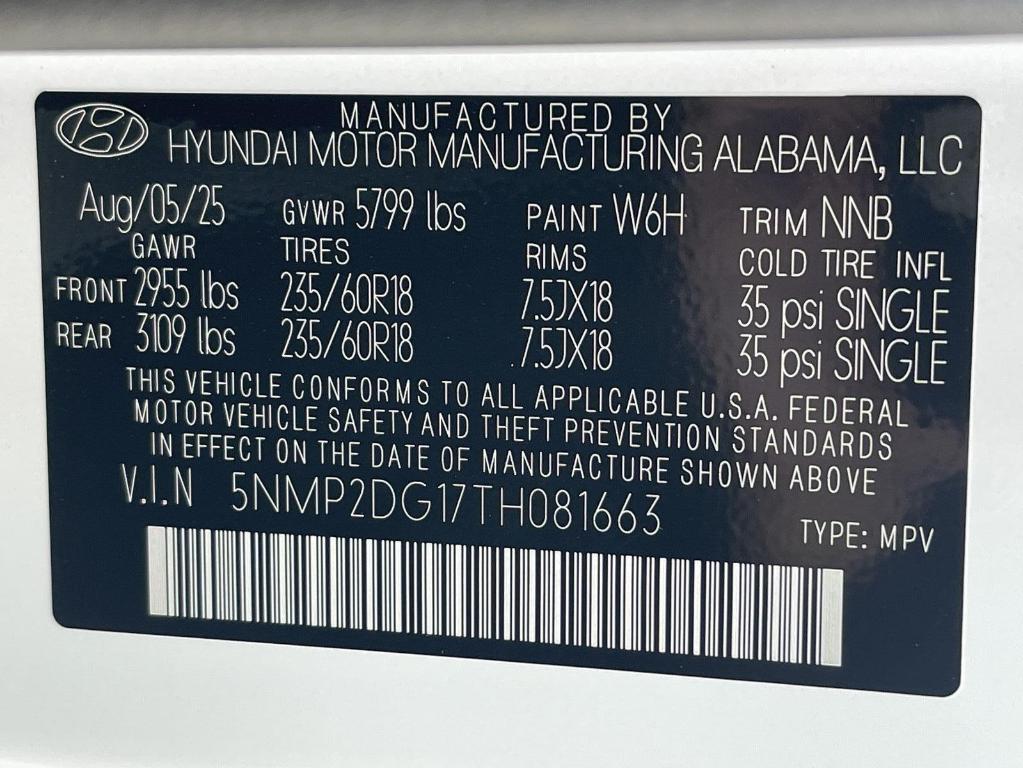 MANUFACTURED BY
HYUNDAI MOTOR MANUFACTURING ALABAMA, LLC
Aug/05/25 GVWR 5799 lbs PAINT W6H TRIM NNB
GAWR TIRES RIMS COLD TIRE INFL
FRONT 2955 lbs 235/60R18 7.5JX18 35 psi SINGLE
REAR 3109 lbs 235/60R18 7.5JX18 35 psi SINGLE
THIS VEHICLE CONFORMS TO ALL APPLICABLE U.S.A. FEDERAL
MOTOR VEHICLE SAFETY AND THEFT PREVENTION STANDARDS
IN EFFECT ON THE DATE OF MANUFACTURE SHOWN ABOVE
V.I.N 5NMP2DG17TH081663
TYPE: MPV